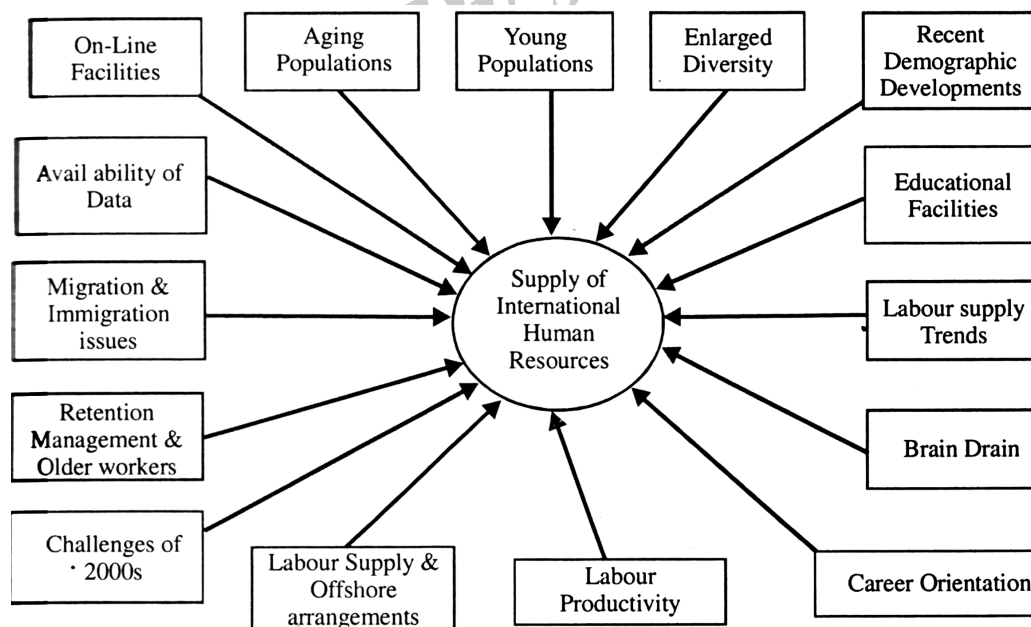 On-Line
Facilities
Aging
Populations
Young
Populations
Enlarged
Diversity
Recent
Demographic
Developments
Avail ability of
Data
Educational
Facilities
Migration &
Immigration
issues
Supply of
International
Human
Resources
Labour supply
Trends
Retention
Management &
Older workers
Brain Drain
Challenges of
2000s
Labour Supply &
Offshore
arrangements
Labour
Productivity
Career Orientation